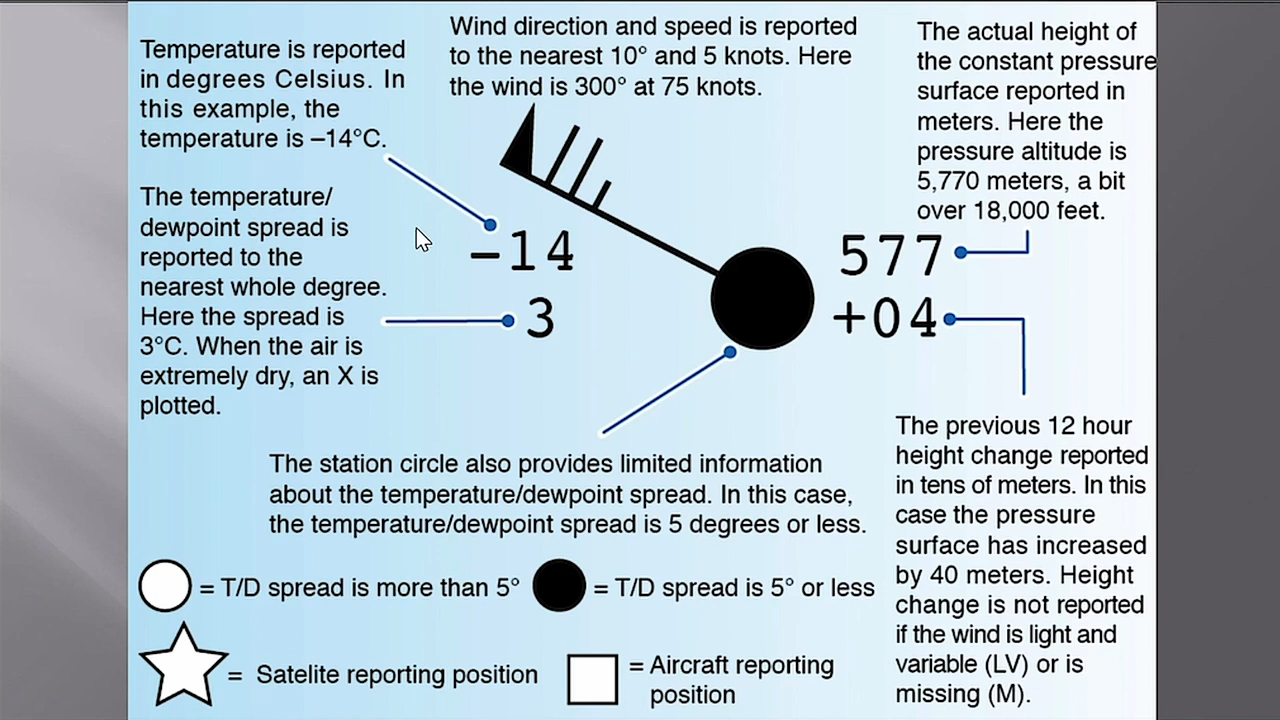 Temperature is reported
in degrees Celsius. In
this example, the
temperature is –14°C.
Wind direction and speed is reported
to the nearest 10° and 5 knots. Here
the wind is 300° at 75 knots.
The actual height of
the constant pressure
surface reported in
meters. Here the
pressure altitude is
5,770 meters, a bit
over 18,000 feet.
The temperature/
dewpoint spread is
reported to the
nearest whole degree.
Here the spread is
3°C. When the air is
extremely dry, an X is
plotted.
–14
3
577
+04
The station circle also provides limited information
about the temperature/dewpoint spread. In this case,
the temperature/dewpoint spread is 5 degrees or less.
The previous 12 hour
height change reported
in tens of meters. In this
case the pressure
surface has increased
by 40 meters. Height
change is not reported
if the wind is light and
variable (LV) or is
missing (M).
= T/D spread is more than 5°
= T/D spread is 5° or less
= Satelite reporting position
= Aircraft reporting
position